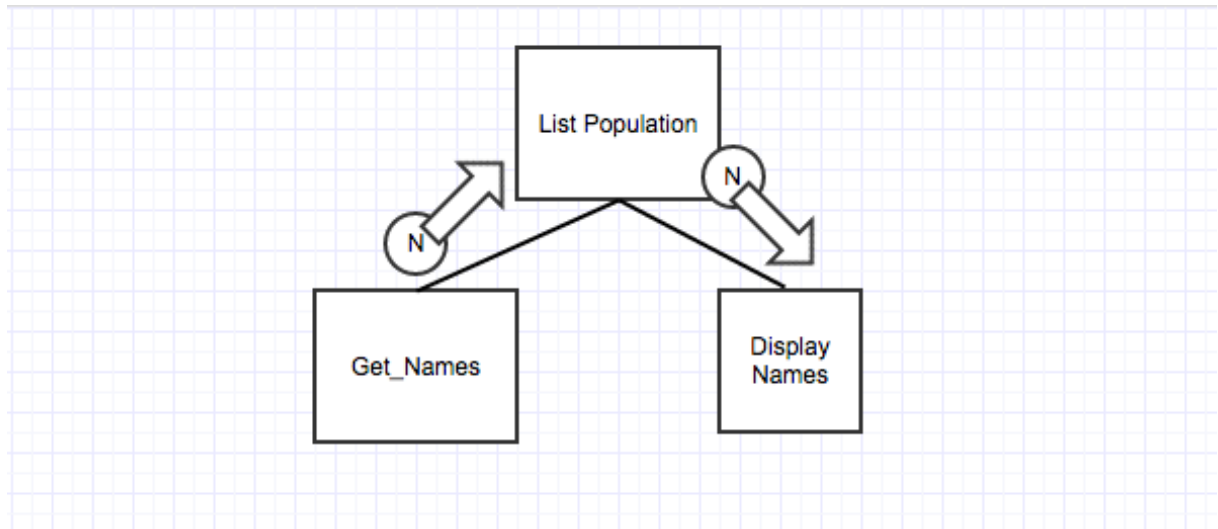 List Population
N
N
Get_Names
Display
Names